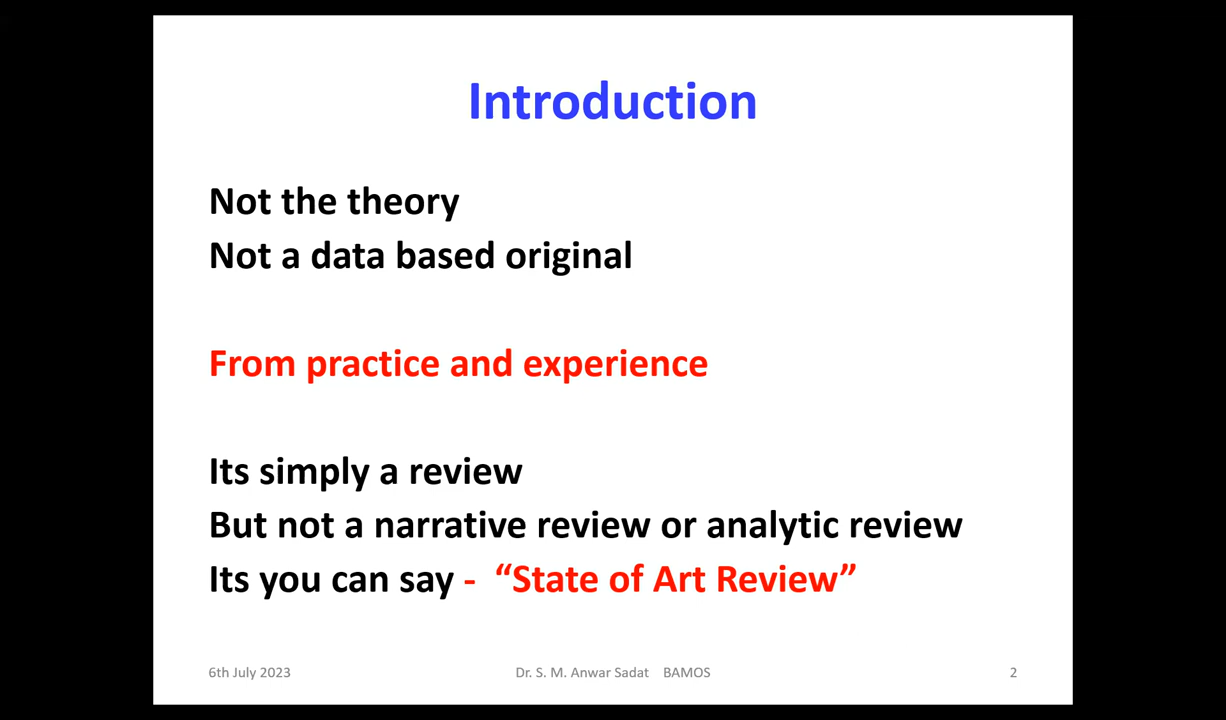 Introduction
Not the theory
Not a data based original
From practice and experience
Its simply a review
But not a narrative review or analytic review
Its you can say - “State of Art Review”
6th July 2023 Dr. S. M. Anwar Sadat BAMOS 2